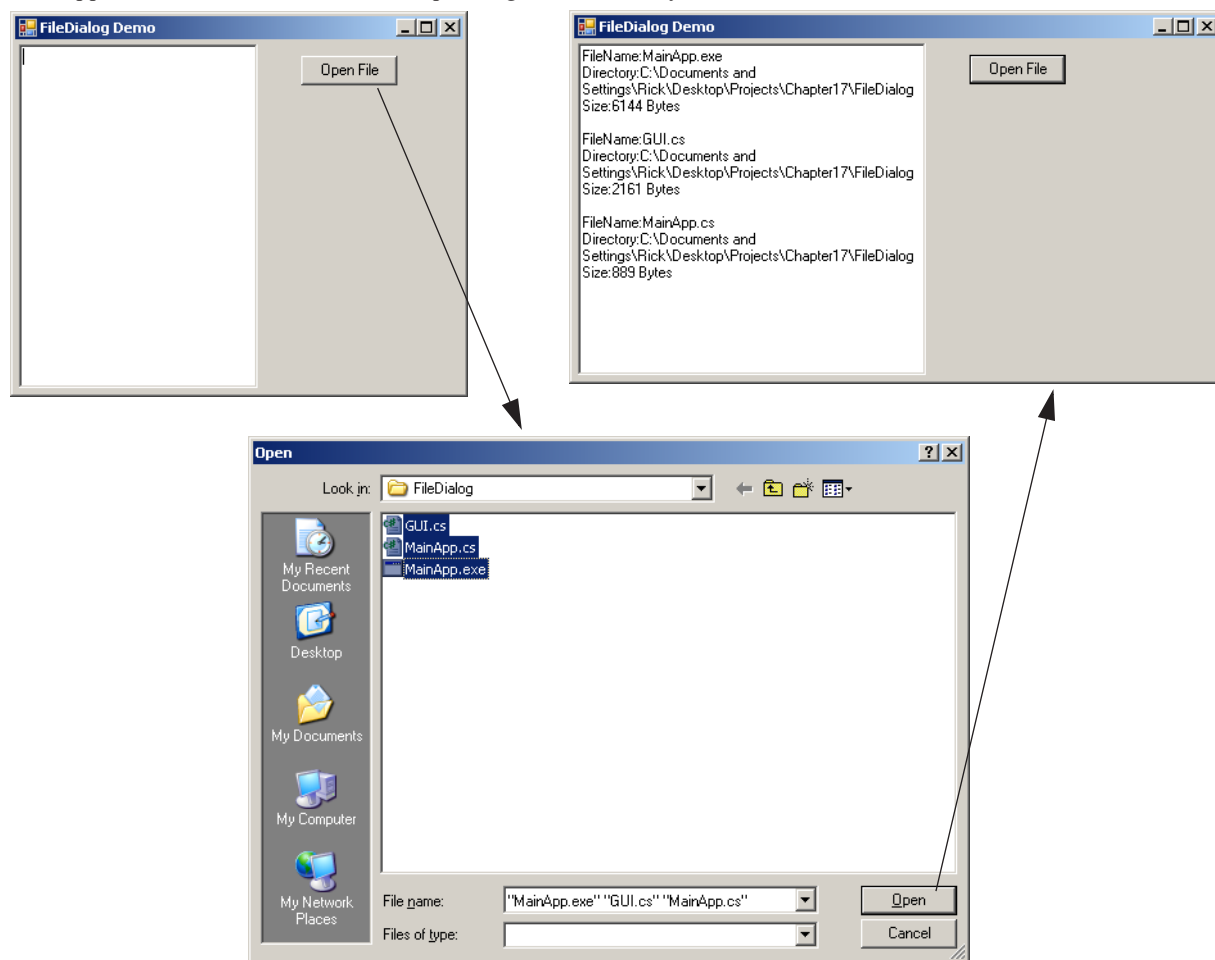 FileDialog Demo
Open File
FileDialog Demo
FileName:MainApp.exe
Directory:C:\Documents and
Settings\Rick\Desktop\Projects\Chapter17\FileDialog
Size:6144 Bytes
FileName:GUI.cs
Directory:C:\Documents and
Settings\Rick\Desktop\Projects\Chapter17\FileDialog
Size:2161 Bytes
FileName:MainApp.cs
Directory:C:\Documents and
Settings\Rick\Desktop\Projects\Chapter17\FileDialog
Size:889 Bytes
Open File
Open
Look in:
FileDialog
GUI.cs
MainApp.cs
MainApp.exe
My Recent
Documents
Desktop
My Documents
My Computer
My Network
Places
File name:
"MainApp.exe" "GUI.cs" "MainApp.cs"
Open
Files of type:
Cancel